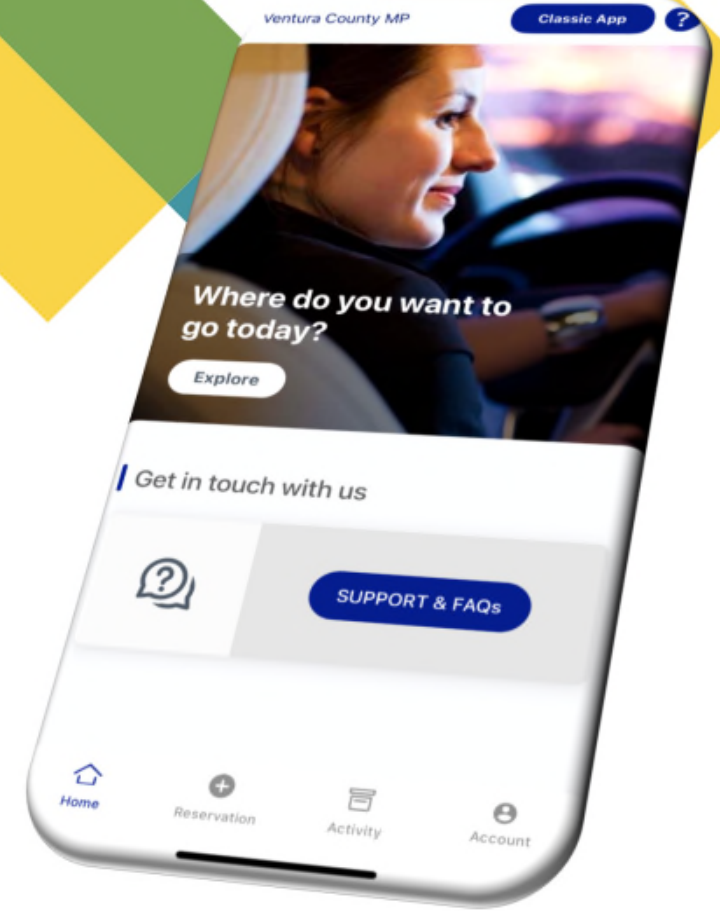 Ventura County MP
Classic App
?
Where do you want to
go today?
Explore
Get in touch with us
?
SUPPORT & FAQs
Home
Reservation
Activity
Account